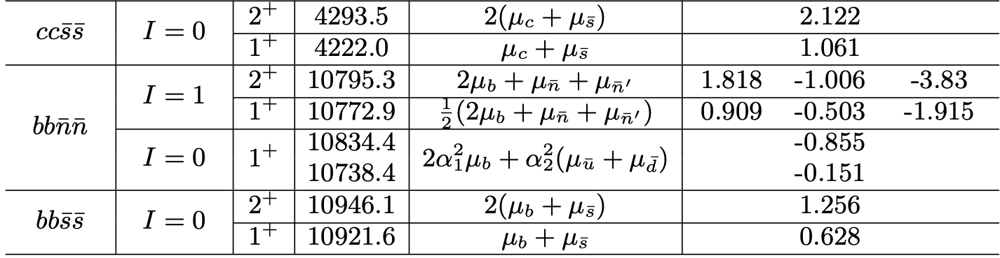 cc s̄s̄ I = 0 2⁺ 4293.5 2(μ_c + μ_s̄) 2.122
1⁺ 4222.0 μ_c + μ_s̄ 1.061
bb n̄n̄ I = 1 2⁺ 10795.3 2μ_b + μ_n̄ + μ_n̄′ 1.818 -1.006 -3.83
1⁺ 10772.9 ½(2μ_b + μ_n̄ + μ_n̄′) 0.909 -0.503 -1.915
I = 0 1⁺ 10834.4 2α₁²μ_b + α₂²(μ_ū + μ_d̄) -0.855
10738.4 -0.151
bb s̄s̄ I = 0 2⁺ 10946.1 2(μ_b + μ_s̄) 1.256
1⁺ 10921.6 μ_b + μ_s̄ 0.628